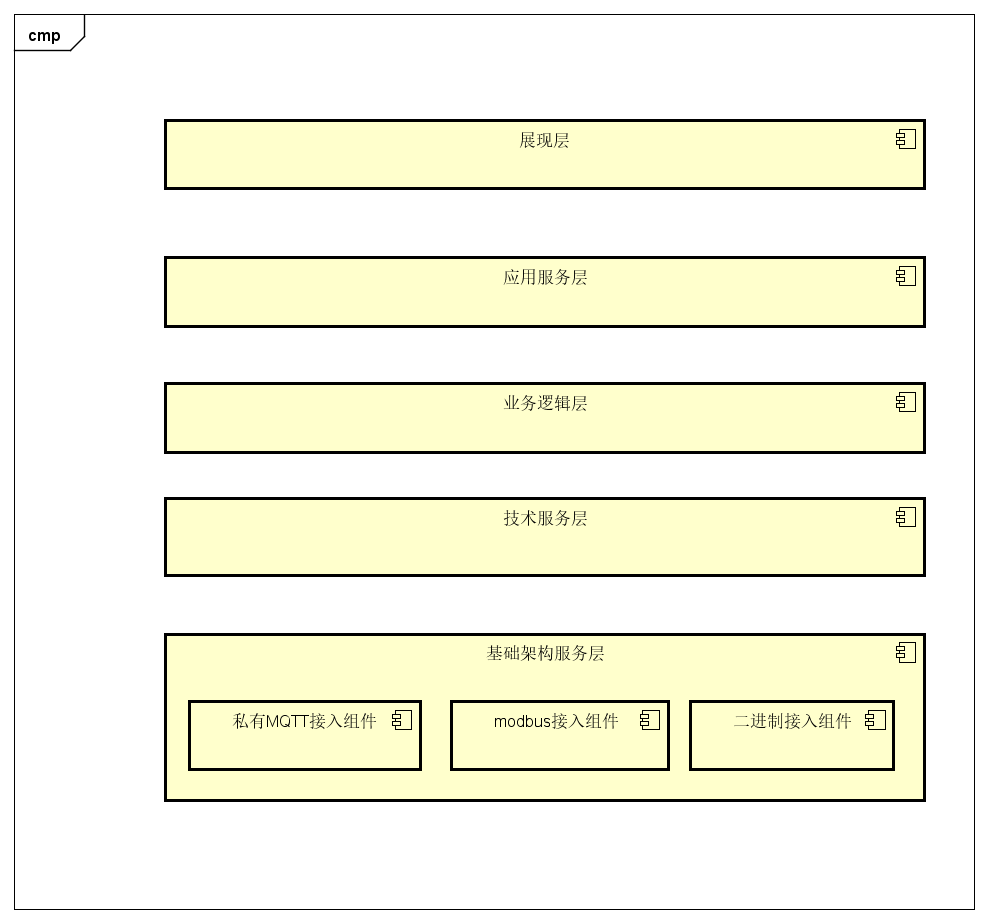 cmp
展现层
应用服务层
业务逻辑层
技术服务层
基础架构服务层
私有MQTT接入组件
modbus接入组件
二进制接入组件